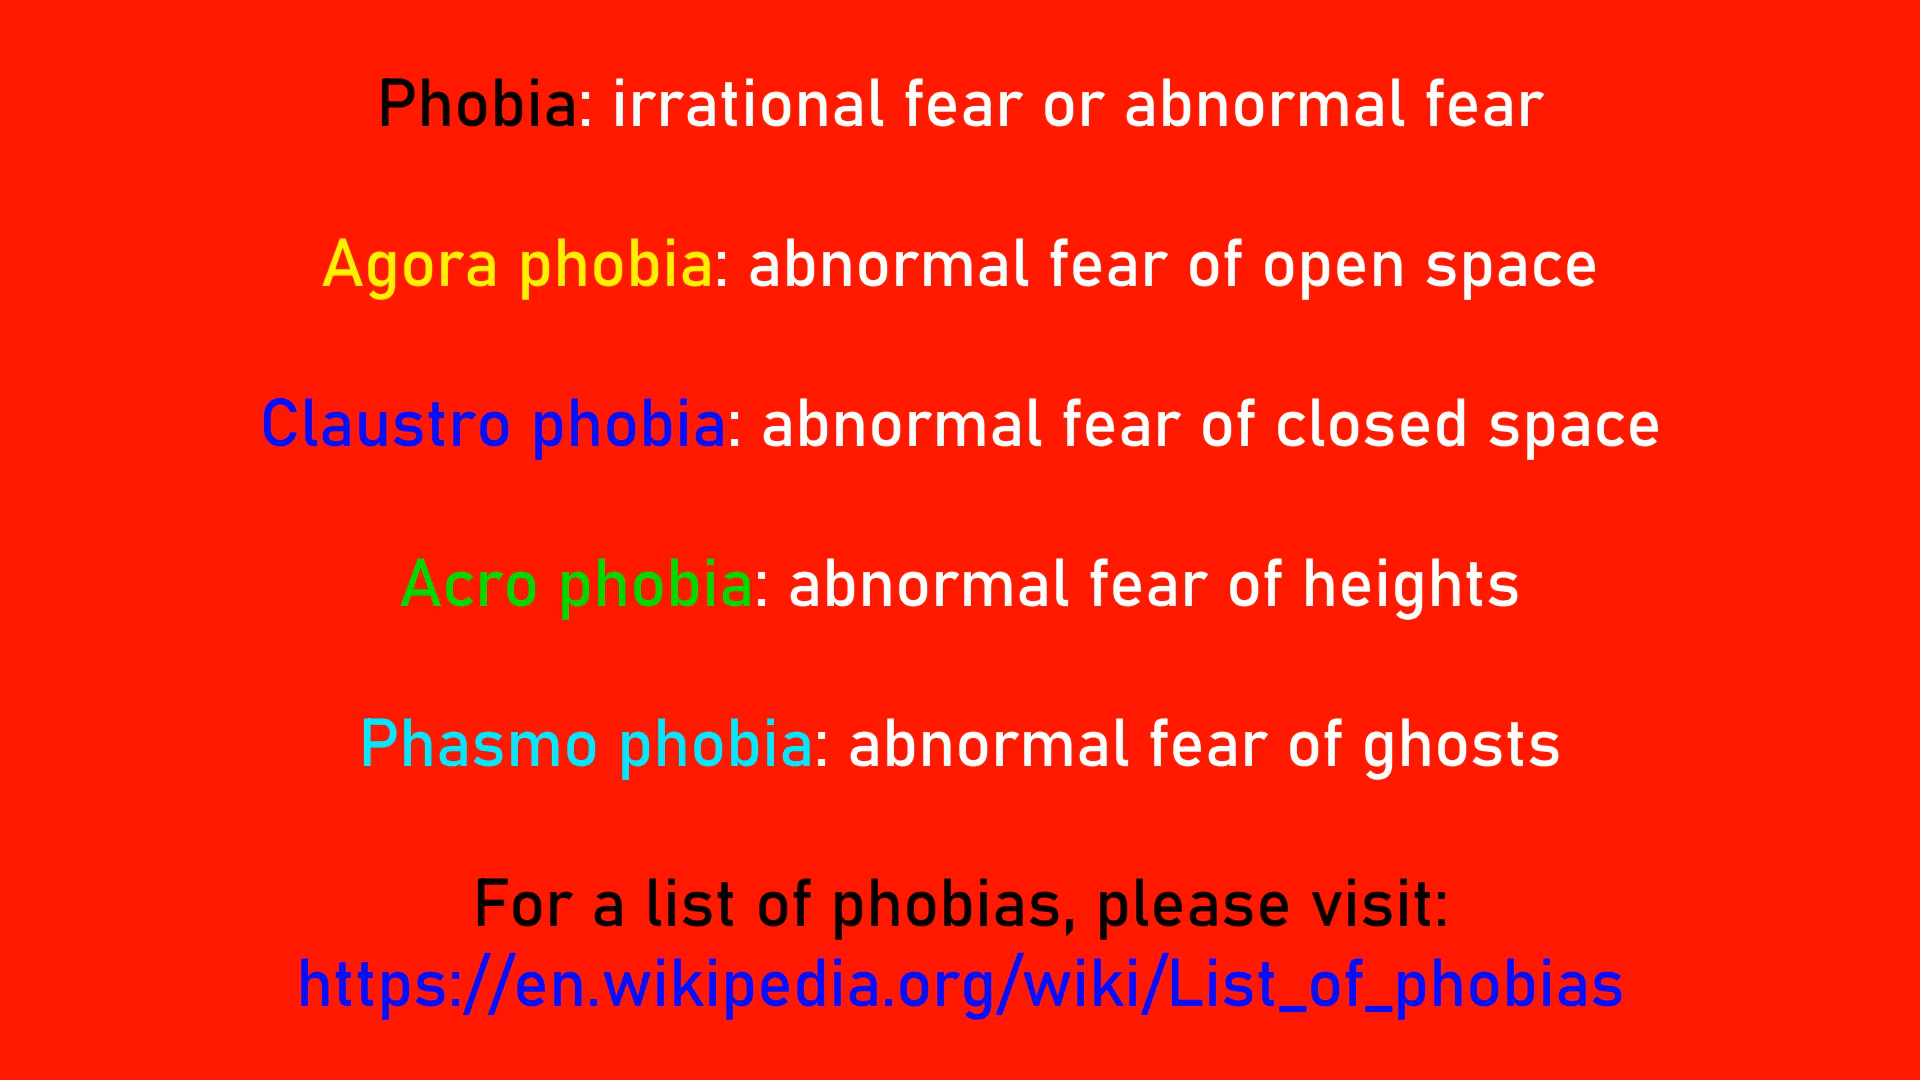 Phobia: irrational fear or abnormal fear
Agora phobia: abnormal fear of open space
Claustro phobia: abnormal fear of closed space
Acro phobia: abnormal fear of heights
Phasmo phobia: abnormal fear of ghosts
For a list of phobias, please visit:
https://en.wikipedia.org/wiki/List_of_phobias